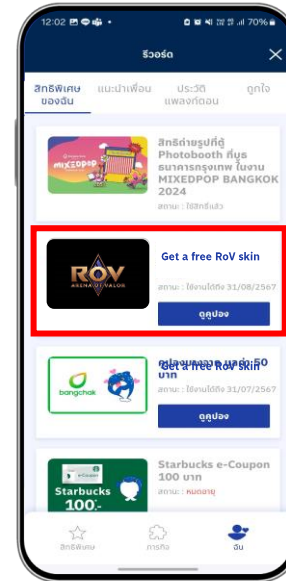 12:02
70%
รีวอร์ด
สิทธิพิเศษ
ของฉัน
แนะนำเพื่อน
ประวัติ
แพลงก์ตอน
ถูกใจ
MIXEDPOP
สิทธิถ่ายรูปที่ตู้
Photobooth ที่บูธ
ธนาคารกรุงเทพ ในงาน
MIXEDPOP BANGKOK
2024
สถานะ : ใช้สิทธิ์แล้ว
ROV
ARENA OF VALOR
Get a free RoV skin
สถานะ : ใช้งานได้ถึง 31/08/2567
ดูคูปอง
bangchak
50
Get a free RoV skin
บาท
สถานะ : ใช้งานได้ถึง 31/07/2567
ดูคูปอง
e-Coupon
Starbucks
100.-
Starbucks e-Coupon
100 บาท
สถานะ : หมดอายุ
สิทธิพิเศษ
ภารกิจ
ฉัน